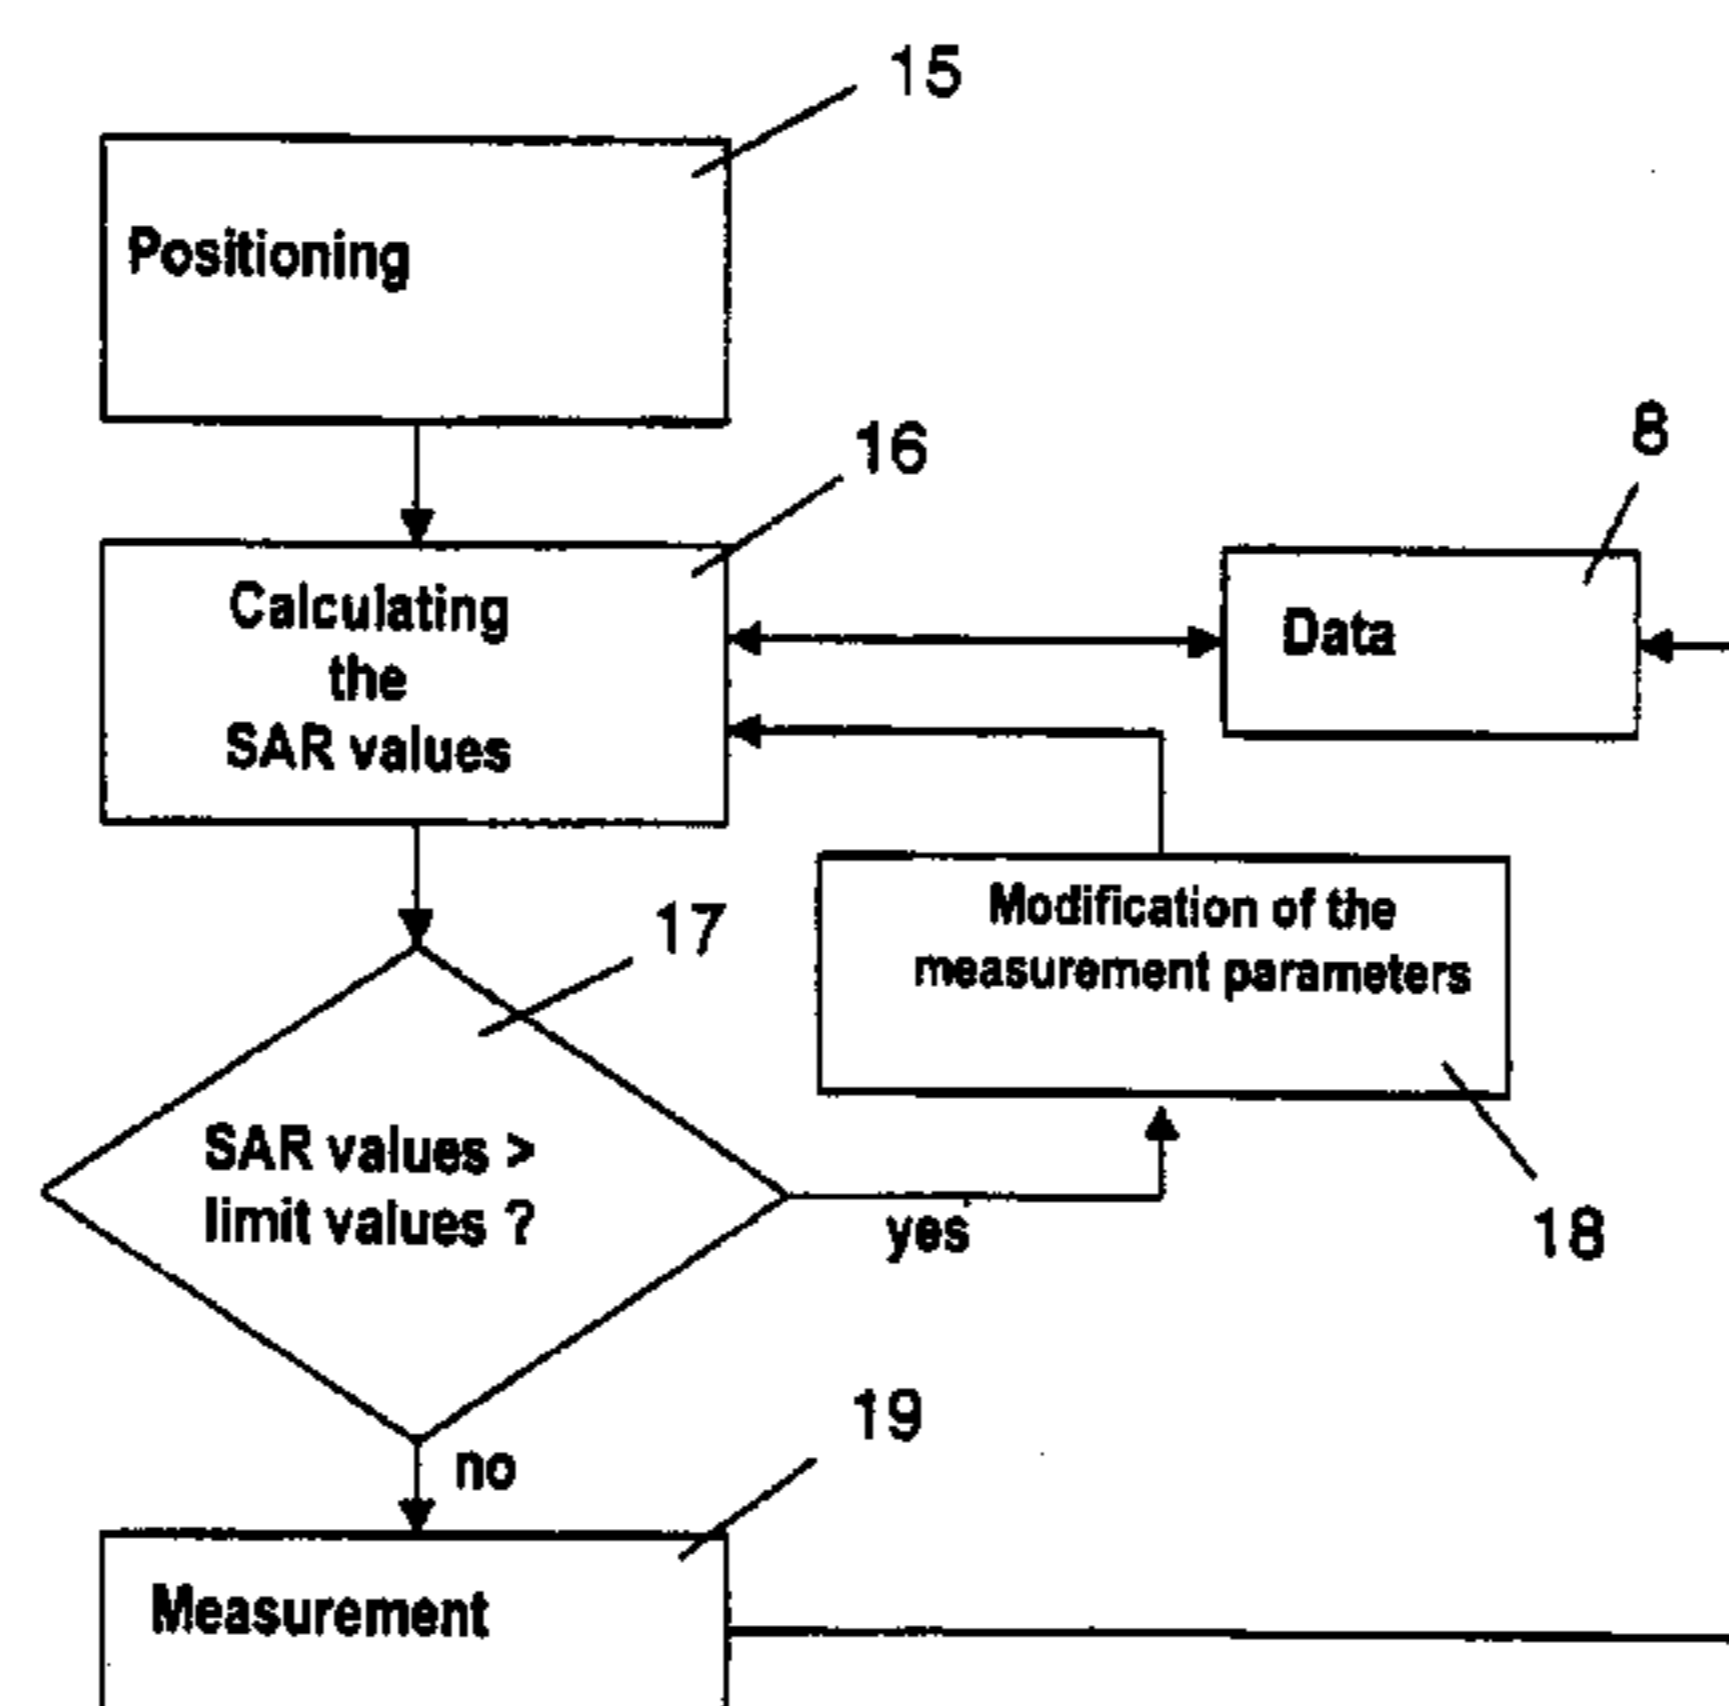 15
Positioning
16
Calculating
the
SAR values
8
Data
Modification of the
measurement parameters
18
17
SAR values >
limit values ?
yes
no
19
Measurement